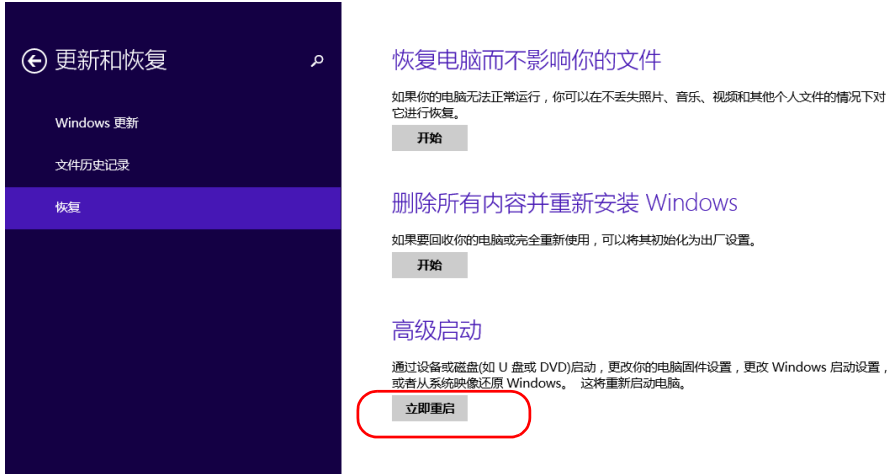 更新和恢复
Windows 更新
文件历史记录
恢复
恢复电脑而不影响你的文件
如果你的电脑无法正常运行，你可以在不丢失照片、音乐、视频和其他个人文件的情况下对
它进行恢复。
开始
删除所有内容并重新安装 Windows
如果要回收你的电脑或完全重新使用，可以将其初始化为出厂设置。
开始
高级启动
通过设备或磁盘(如 U 盘或 DVD)启动，更改你的电脑固件设置，更改 Windows 启动设置，
或者从系统映像还原 Windows。 这将重新启动电脑。
立即重启